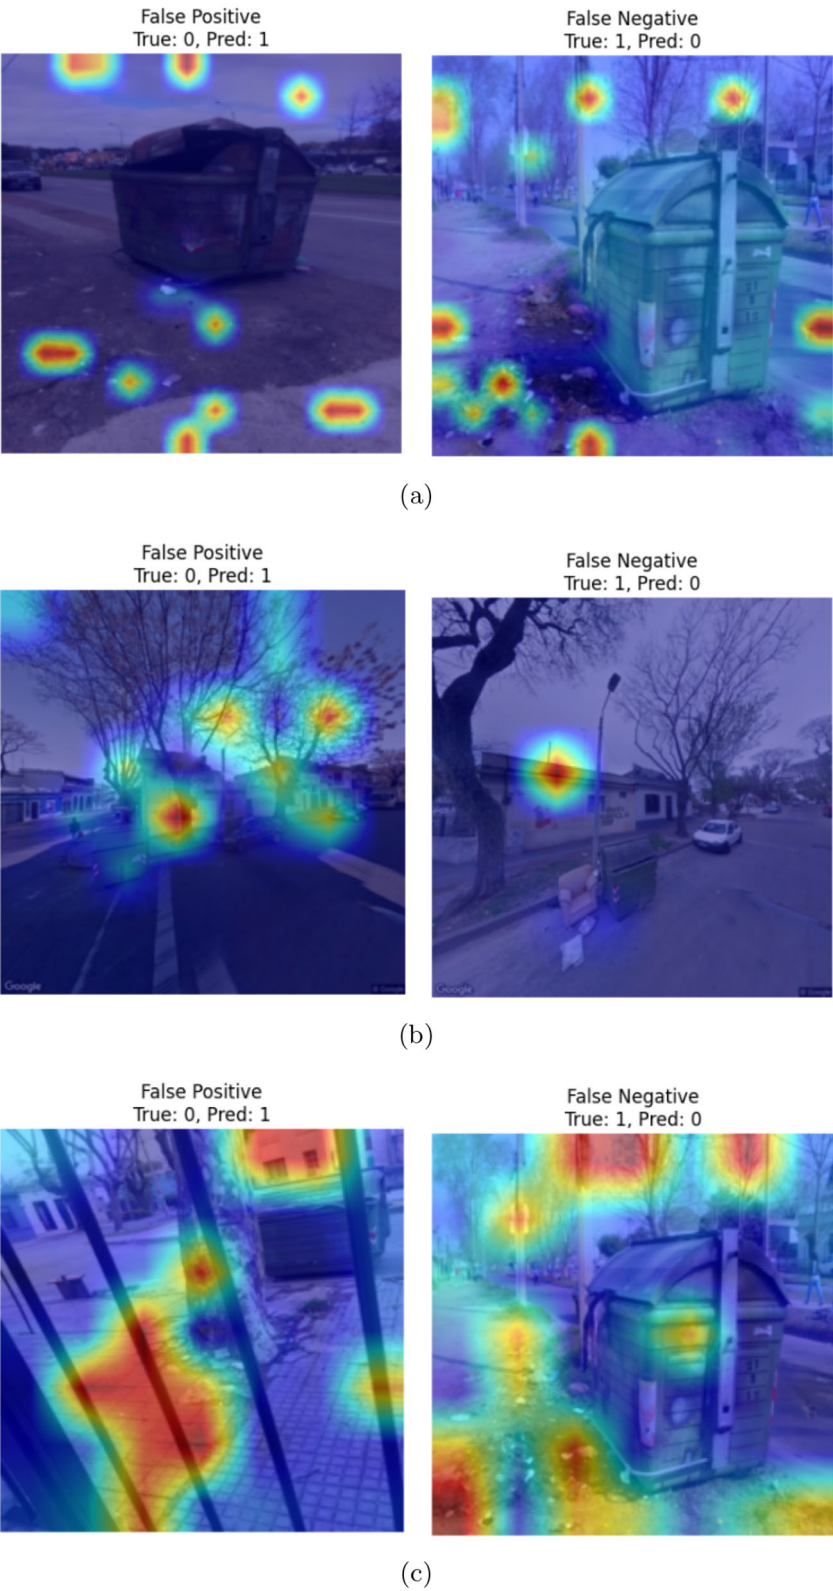 False Positive
True: 0, Pred: 1
False Negative
True: 1, Pred: 0
(a)
False Positive
True: 0, Pred: 1
False Negative
True: 1, Pred: 0
Google
© Google
Google
(b)
False Positive
True: 0, Pred: 1
False Negative
True: 1, Pred: 0
(c)